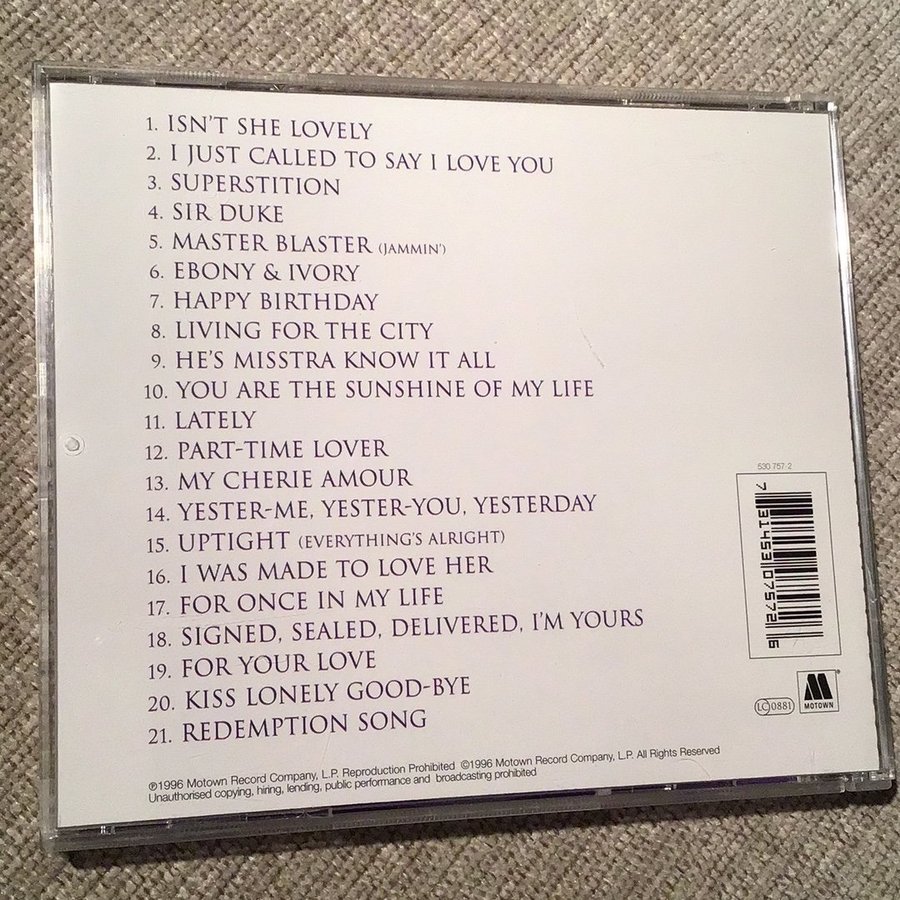 1. ISN'T SHE LOVELY
2. I JUST CALLED TO SAY I LOVE YOU
3. SUPERSTITION
4. SIR DUKE
5. MASTER BLASTER (JAMMIN')
6. EBONY & IVORY
7. HAPPY BIRTHDAY
8. LIVING FOR THE CITY
9. HE'S MISSTRA KNOW IT ALL
10. YOU ARE THE SUNSHINE OF MY LIFE
11. LATELY
12. PART-TIME LOVER
13. MY CHERIE AMOUR
14. YESTER-ME, YESTER-YOU, YESTERDAY
15. UPTIGHT (EVERYTHING'S ALRIGHT)
16. I WAS MADE TO LOVE HER
17. FOR ONCE IN MY LIFE
18. SIGNED, SEALED, DELIVERED, I'M YOURS
19. FOR YOUR LOVE
20. KISS LONELY GOOD-BYE
21. REDEMPTION SONG
530 757-2
7 31453 07572 6
LC 0881
M
MOTOWN®
℗1996 Motown Record Company, L.P. Reproduction Prohibited ©1996 Motown Record Company, L.P. All Rights Reserved
Unauthorised copying, hiring, lending, public performance and broadcasting prohibited